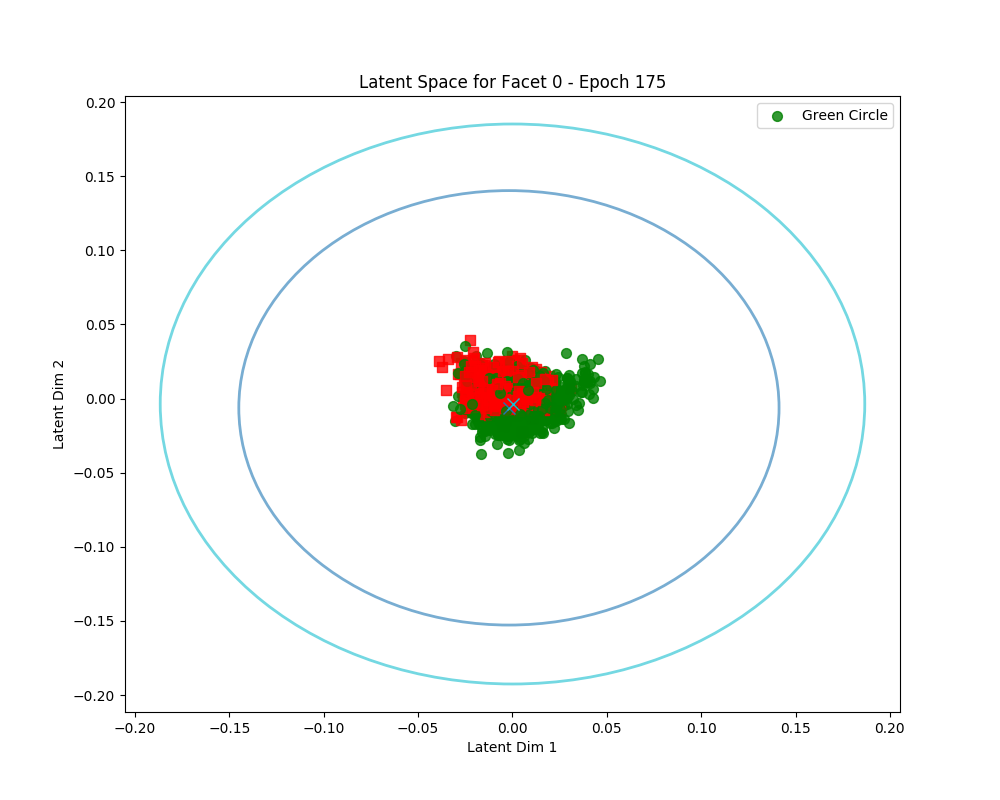 Latent Space for Facet 0 - Epoch 175
Green Circle
0.20
0.15
0.10
0.05
0.00
−0.05
−0.10
−0.15
−0.20
Latent Dim 2
−0.20 −0.15 −0.10 −0.05 0.00 0.05 0.10 0.15 0.20
Latent Dim 1